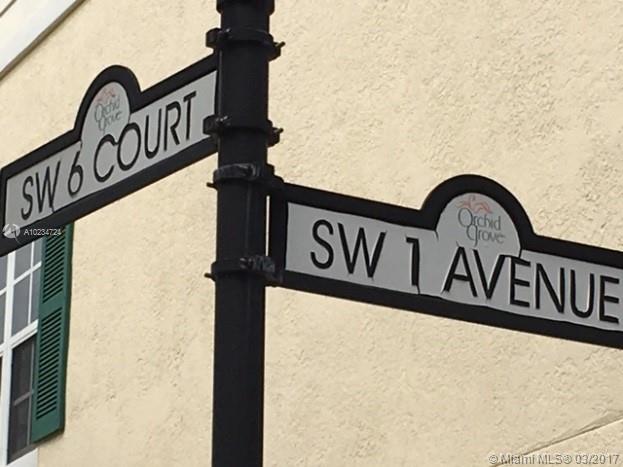 Orchid
Grove
SW 6 COURT
A10234724
Orchid
Grove
SW 1 AVENUE
©Miami MLS® 03/2017